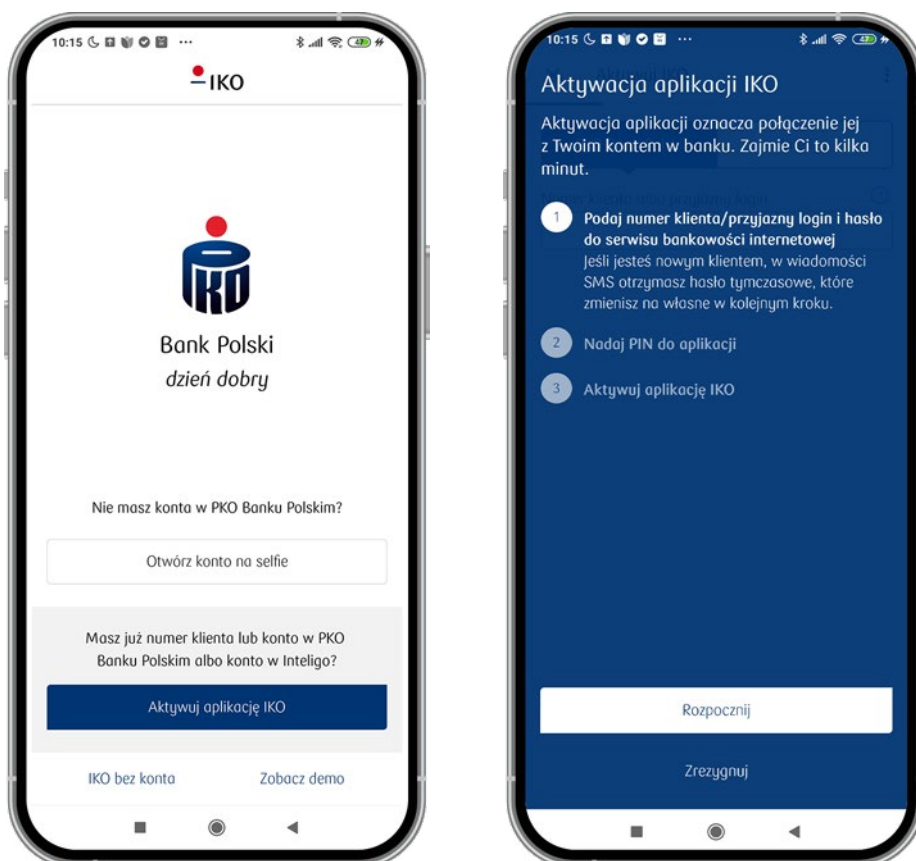 10:15
47
IKO
IKO
Bank Polski
dzień dobry
Nie masz konta w PKO Banku Polskim?
Otwórz konto na selfie
Masz już numer klienta lub konto w PKO
Banku Polskim albo konto w Inteligo?
Aktywuj aplikację IKO
IKO bez konta
Zobacz demo
10:15
47
Aktywacja aplikacji IKO
Aktywacja aplikacji oznacza połączenie jej
z Twoim kontem w banku. Zajmie Ci to kilka
minut.
1 Podaj numer klienta/przyjazny login i hasło
do serwisu bankowości internetowej
Jeśli jesteś nowym klientem, w wiadomości
SMS otrzymasz hasło tymczasowe, które
zmienisz na własne w kolejnym kroku.
2 Nadaj PIN do aplikacji
3 Aktywuj aplikację IKO
Rozpocznij
Zrezygnuj